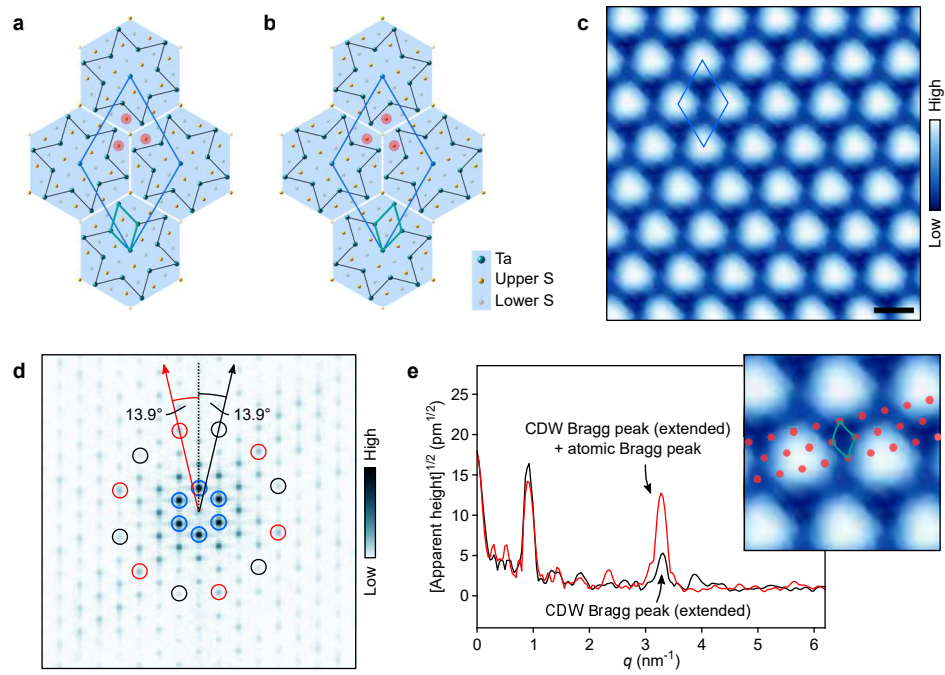 a
b
c
Ta
Upper S
Lower S
High
Low
d
13.9°
13.9°
High
Low
e
[Apparent height]^1/2 (pm^1/2)
25
20
15
10
5
0
CDW Bragg peak (extended)
+ atomic Bragg peak
CDW Bragg peak (extended)
0
1
2
3
4
5
6
q (nm⁻¹)